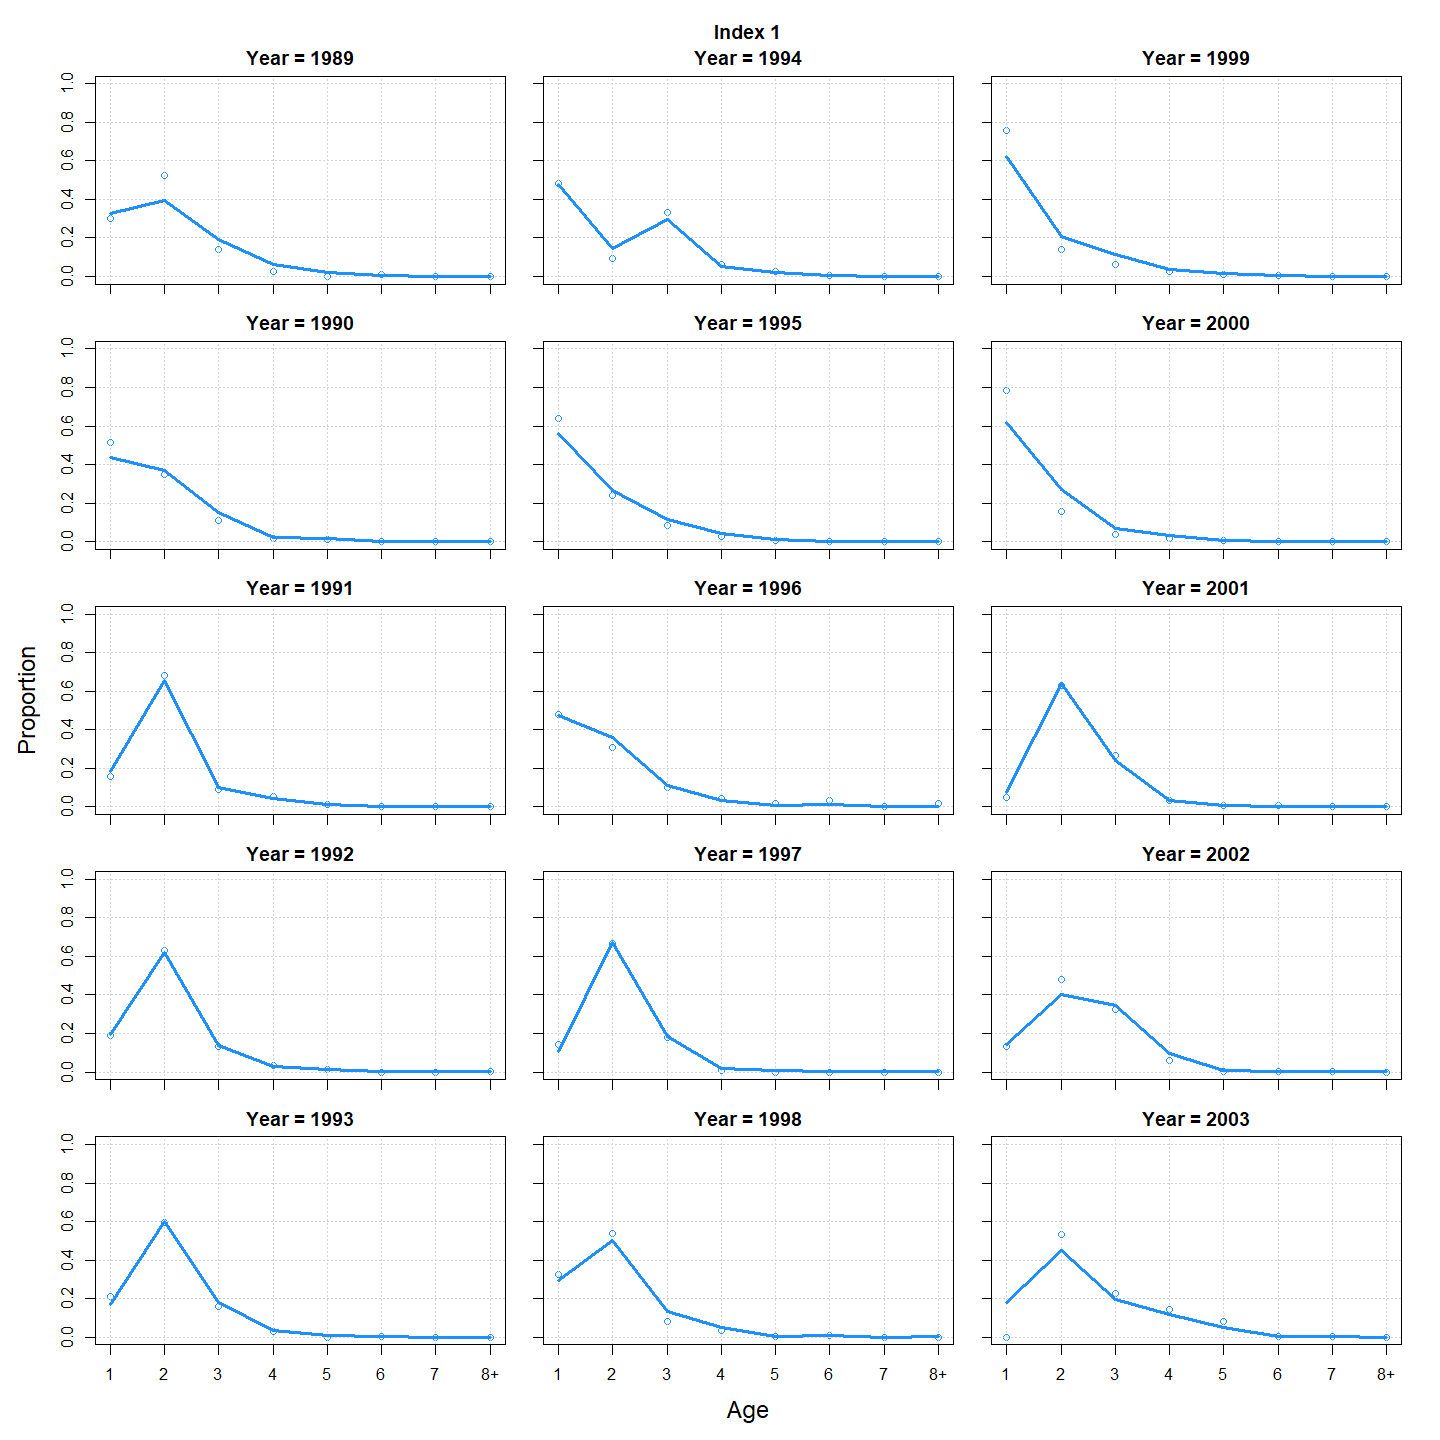 Index 1
Year = 1989 Year = 1994 Year = 1999
0.0 0.2 0.4 0.6 0.8 1.0
Year = 1990 Year = 1995 Year = 2000
0.0 0.2 0.4 0.6 0.8 1.0
Year = 1991 Year = 1996 Year = 2001
0.0 0.2 0.4 0.6 0.8 1.0
Proportion
Year = 1992 Year = 1997 Year = 2002
0.0 0.2 0.4 0.6 0.8 1.0
Year = 1993 Year = 1998 Year = 2003
0.0 0.2 0.4 0.6 0.8 1.0
1 2 3 4 5 6 7 8+ 1 2 3 4 5 6 7 8+ 1 2 3 4 5 6 7 8+
Age